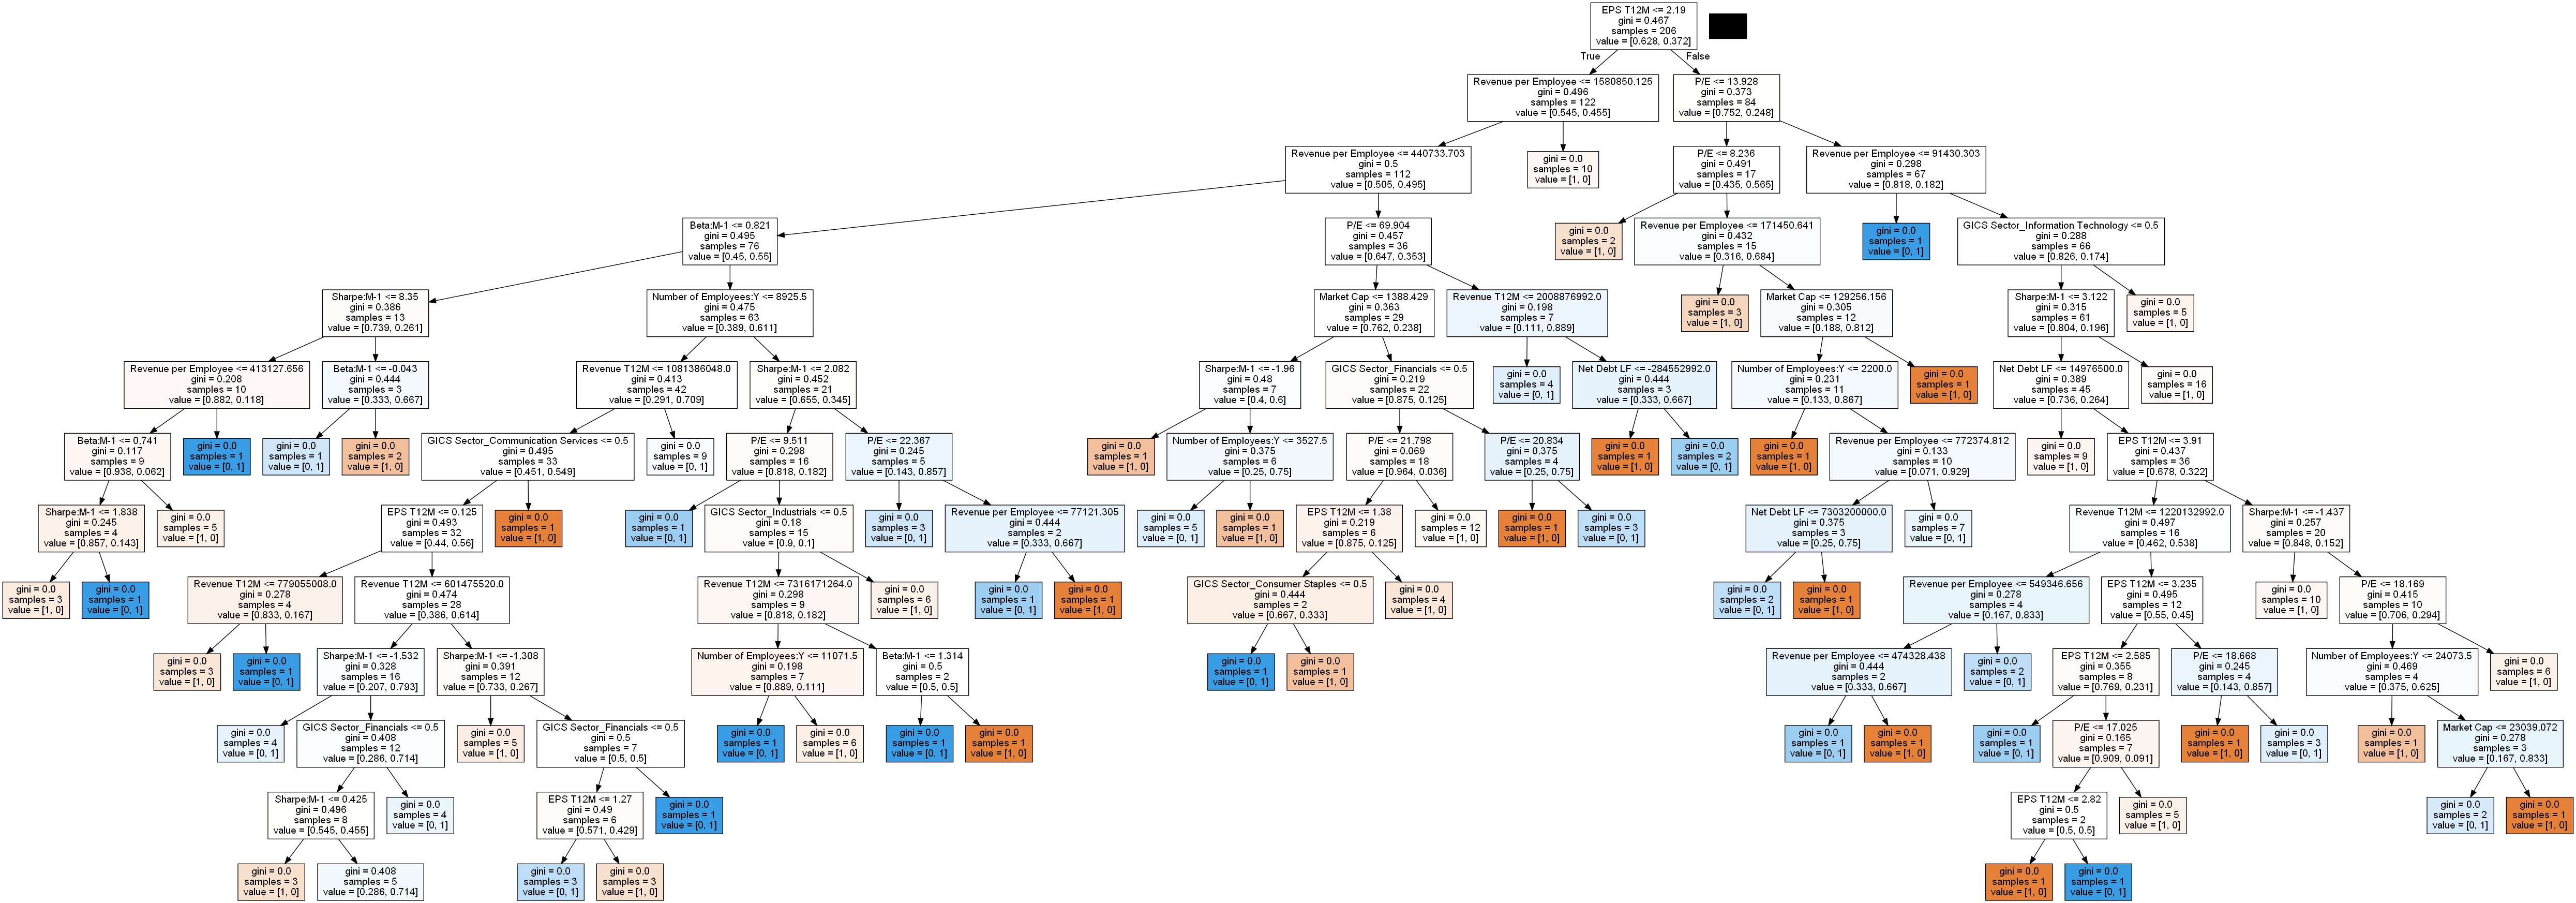 EPS T12M <= 2.19
gini = 0.467
samples = 206
value = [0.628, 0.372]
True
False
Revenue per Employee <= 1580850.125
gini = 0.496
samples = 122
value = [0.545, 0.455]
P/E <= 13.928
gini = 0.373
samples = 84
value = [0.752, 0.248]
Revenue per Employee <= 440733.703
gini = 0.5
samples = 112
value = [0.505, 0.495]
gini = 0.0
samples = 10
value = [1, 0]
P/E <= 8.236
gini = 0.491
samples = 17
value = [0.435, 0.565]
Revenue per Employee <= 91430.303
gini = 0.298
samples = 67
value = [0.818, 0.182]
Beta:M-1 <= 0.821
gini = 0.495
samples = 76
value = [0.45, 0.55]
P/E <= 69.904
gini = 0.457
samples = 36
value = [0.647, 0.353]
gini = 0.0
samples = 2
value = [1, 0]
Revenue per Employee <= 171450.641
gini = 0.432
samples = 15
value = [0.316, 0.684]
gini = 0.0
samples = 1
value = [0, 1]
GICS Sector_Information Technology <= 0.5
gini = 0.288
samples = 66
value = [0.826, 0.174]
Sharpe:M-1 <= 8.35
gini = 0.386
samples = 13
value = [0.739, 0.261]
Number of Employees:Y <= 8925.5
gini = 0.475
samples = 63
value = [0.389, 0.611]
Market Cap <= 1388.429
gini = 0.363
samples = 29
value = [0.762, 0.238]
Revenue T12M <= 2008876992.0
gini = 0.198
samples = 7
value = [0.111, 0.889]
gini = 0.0
samples = 3
value = [1, 0]
Market Cap <= 129256.156
gini = 0.305
samples = 12
value = [0.188, 0.812]
Sharpe:M-1 <= 3.122
gini = 0.315
samples = 61
value = [0.804, 0.196]
gini = 0.0
samples = 5
value = [1, 0]
Revenue per Employee <= 413127.656
gini = 0.208
samples = 10
value = [0.882, 0.118]
Beta:M-1 <= -0.043
gini = 0.444
samples = 3
value = [0.333, 0.667]
Revenue T12M <= 1081386048.0
gini = 0.413
samples = 42
value = [0.291, 0.709]
Sharpe:M-1 <= 2.082
gini = 0.452
samples = 21
value = [0.655, 0.345]
Sharpe:M-1 <= -1.96
gini = 0.48
samples = 7
value = [0.4, 0.6]
GICS Sector_Financials <= 0.5
gini = 0.219
samples = 22
value = [0.875, 0.125]
gini = 0.0
samples = 4
value = [0, 1]
Net Debt LF <= -284552992.0
gini = 0.444
samples = 3
value = [0.333, 0.667]
Number of Employees:Y <= 2200.0
gini = 0.231
samples = 11
value = [0.133, 0.867]
gini = 0.0
samples = 1
value = [1, 0]
Net Debt LF <= 14976500.0
gini = 0.389
samples = 45
value = [0.736, 0.264]
gini = 0.0
samples = 16
value = [1, 0]
Beta:M-1 <= 0.741
gini = 0.117
samples = 9
value = [0.938, 0.062]
gini = 0.0
samples = 1
value = [0, 1]
gini = 0.0
samples = 1
value = [0, 1]
gini = 0.0
samples = 2
value = [1, 0]
GICS Sector_Communication Services <= 0.5
gini = 0.495
samples = 33
value = [0.451, 0.549]
gini = 0.0
samples = 9
value = [0, 1]
P/E <= 9.511
gini = 0.298
samples = 16
value = [0.818, 0.182]
P/E <= 22.367
gini = 0.245
samples = 5
value = [0.143, 0.857]
gini = 0.0
samples = 1
value = [1, 0]
Number of Employees:Y <= 3527.5
gini = 0.375
samples = 6
value = [0.25, 0.75]
P/E <= 21.798
gini = 0.069
samples = 18
value = [0.964, 0.036]
P/E <= 20.834
gini = 0.375
samples = 4
value = [0.25, 0.75]
gini = 0.0
samples = 1
value = [1, 0]
gini = 0.0
samples = 2
value = [0, 1]
gini = 0.0
samples = 1
value = [1, 0]
Revenue per Employee <= 772374.812
gini = 0.133
samples = 10
value = [0.071, 0.929]
gini = 0.0
samples = 9
value = [1, 0]
EPS T12M <= 3.91
gini = 0.437
samples = 36
value = [0.678, 0.322]
Sharpe:M-1 <= 1.838
gini = 0.245
samples = 4
value = [0.857, 0.143]
gini = 0.0
samples = 5
value = [1, 0]
EPS T12M <= 0.125
gini = 0.493
samples = 32
value = [0.44, 0.56]
gini = 0.0
samples = 1
value = [1, 0]
gini = 0.0
samples = 1
value = [0, 1]
GICS Sector_Industrials <= 0.5
gini = 0.18
samples = 15
value = [0.9, 0.1]
gini = 0.0
samples = 3
value = [0, 1]
Revenue per Employee <= 77121.305
gini = 0.444
samples = 2
value = [0.333, 0.667]
gini = 0.0
samples = 5
value = [0, 1]
gini = 0.0
samples = 1
value = [1, 0]
EPS T12M <= 1.38
gini = 0.219
samples = 6
value = [0.875, 0.125]
gini = 0.0
samples = 12
value = [1, 0]
gini = 0.0
samples = 1
value = [1, 0]
gini = 0.0
samples = 3
value = [0, 1]
Net Debt LF <= 7303200000.0
gini = 0.375
samples = 3
value = [0.25, 0.75]
gini = 0.0
samples = 7
value = [0, 1]
Revenue T12M <= 1220132992.0
gini = 0.497
samples = 16
value = [0.462, 0.538]
Sharpe:M-1 <= -1.437
gini = 0.257
samples = 20
value = [0.848, 0.152]
gini = 0.0
samples = 3
value = [1, 0]
gini = 0.0
samples = 1
value = [0, 1]
Revenue T12M <= 779055008.0
gini = 0.278
samples = 4
value = [0.833, 0.167]
Revenue T12M <= 601475520.0
gini = 0.474
samples = 28
value = [0.386, 0.614]
Revenue T12M <= 7316171264.0
gini = 0.298
samples = 9
value = [0.818, 0.182]
gini = 0.0
samples = 6
value = [1, 0]
gini = 0.0
samples = 1
value = [0, 1]
gini = 0.0
samples = 1
value = [1, 0]
GICS Sector_Consumer Staples <= 0.5
gini = 0.444
samples = 2
value = [0.667, 0.333]
gini = 0.0
samples = 4
value = [1, 0]
gini = 0.0
samples = 2
value = [0, 1]
gini = 0.0
samples = 1
value = [1, 0]
Revenue per Employee <= 549346.656
gini = 0.278
samples = 4
value = [0.167, 0.833]
EPS T12M <= 3.235
gini = 0.495
samples = 12
value = [0.55, 0.45]
gini = 0.0
samples = 10
value = [1, 0]
P/E <= 18.169
gini = 0.415
samples = 10
value = [0.706, 0.294]
gini = 0.0
samples = 3
value = [1, 0]
gini = 0.0
samples = 1
value = [0, 1]
Sharpe:M-1 <= -1.532
gini = 0.328
samples = 16
value = [0.207, 0.793]
Sharpe:M-1 <= -1.308
gini = 0.391
samples = 12
value = [0.733, 0.267]
Number of Employees:Y <= 11071.5
gini = 0.198
samples = 7
value = [0.889, 0.111]
Beta:M-1 <= 1.314
gini = 0.5
samples = 2
value = [0.5, 0.5]
gini = 0.0
samples = 1
value = [0, 1]
gini = 0.0
samples = 1
value = [1, 0]
Revenue per Employee <= 474328.438
gini = 0.444
samples = 2
value = [0.333, 0.667]
gini = 0.0
samples = 2
value = [0, 1]
EPS T12M <= 2.585
gini = 0.355
samples = 8
value = [0.769, 0.231]
P/E <= 18.668
gini = 0.245
samples = 4
value = [0.143, 0.857]
Number of Employees:Y <= 24073.5
gini = 0.469
samples = 4
value = [0.375, 0.625]
gini = 0.0
samples = 6
value = [1, 0]
gini = 0.0
samples = 4
value = [0, 1]
GICS Sector_Financials <= 0.5
gini = 0.408
samples = 12
value = [0.286, 0.714]
gini = 0.0
samples = 5
value = [1, 0]
GICS Sector_Financials <= 0.5
gini = 0.5
samples = 7
value = [0.5, 0.5]
gini = 0.0
samples = 1
value = [0, 1]
gini = 0.0
samples = 6
value = [1, 0]
gini = 0.0
samples = 1
value = [0, 1]
gini = 0.0
samples = 1
value = [1, 0]
gini = 0.0
samples = 1
value = [0, 1]
gini = 0.0
samples = 1
value = [1, 0]
gini = 0.0
samples = 1
value = [0, 1]
P/E <= 17.025
gini = 0.165
samples = 7
value = [0.909, 0.091]
gini = 0.0
samples = 1
value = [1, 0]
gini = 0.0
samples = 3
value = [0, 1]
gini = 0.0
samples = 1
value = [1, 0]
Market Cap <= 23039.072
gini = 0.278
samples = 3
value = [0.167, 0.833]
Sharpe:M-1 <= 0.425
gini = 0.496
samples = 8
value = [0.545, 0.455]
gini = 0.0
samples = 4
value = [0, 1]
EPS T12M <= 1.27
gini = 0.49
samples = 6
value = [0.571, 0.429]
gini = 0.0
samples = 1
value = [0, 1]
EPS T12M <= 2.82
gini = 0.5
samples = 2
value = [0.5, 0.5]
gini = 0.0
samples = 5
value = [1, 0]
gini = 0.0
samples = 2
value = [0, 1]
gini = 0.0
samples = 1
value = [1, 0]
gini = 0.0
samples = 3
value = [1, 0]
gini = 0.408
samples = 5
value = [0.286, 0.714]
gini = 0.0
samples = 3
value = [0, 1]
gini = 0.0
samples = 3
value = [1, 0]
gini = 0.0
samples = 1
value = [1, 0]
gini = 0.0
samples = 1
value = [0, 1]